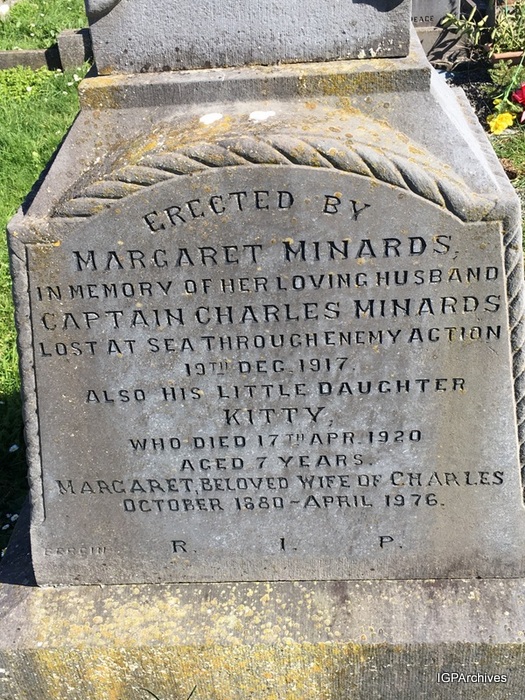 PEACE
ERECTED BY
MARGARET MINARDS,
IN MEMORY OF HER LOVING HUSBAND
CAPTAIN CHARLES MINARDS
LOST AT SEA THROUGH ENEMY ACTION
19TH DEC. 1917.
ALSO HIS LITTLE DAUGHTER
KITTY,
WHO DIED 17TH APR. 1920
AGED 7 YEARS.
MARGARET, BELOVED WIFE OF CHARLES
OCTOBER 1880 - APRIL 1976.
R. I. P.
IGPArchives